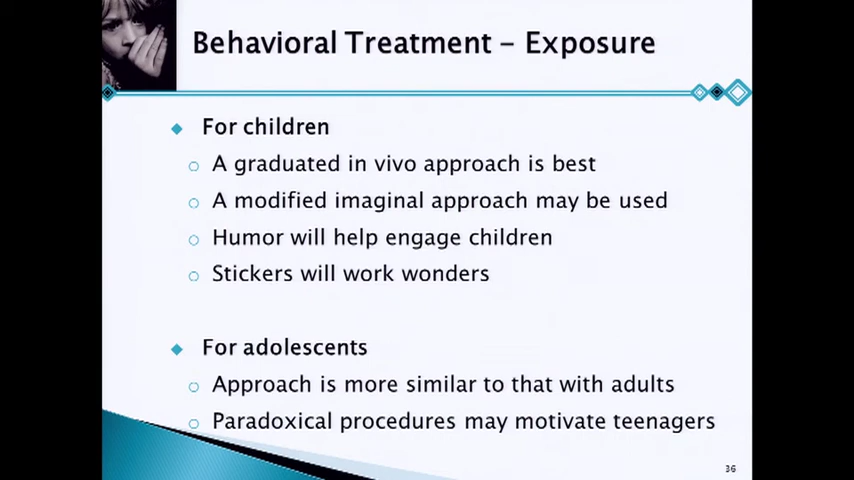 Behavioral Treatment – Exposure
For children
A graduated in vivo approach is best
A modified imaginal approach may be used
Humor will help engage children
Stickers will work wonders
For adolescents
Approach is more similar to that with adults
Paradoxical procedures may motivate teenagers
36